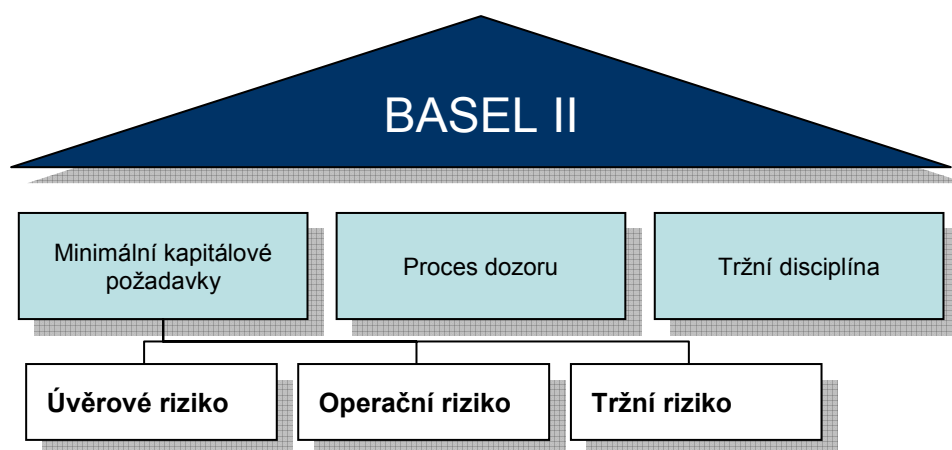 BASEL II
Minimální kapitálové
požadavky
Proces dozoru
Tržní disciplína
Úvěrové riziko
Operační riziko
Tržní riziko